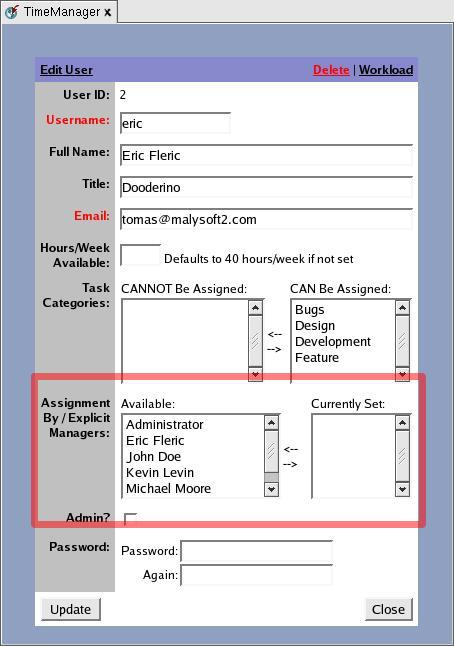 TimeManager x
Edit User Delete | Workload
User ID: 2
Username: eric
Full Name: Eric Fleric
Title: Dooderino
Email: tomas@malysoft2.com
Hours/Week
Available: Defaults to 40 hours/week if not set
Task
Categories: CANNOT Be Assigned: CAN Be Assigned:
Bugs
Design
<-- Development
--> Feature
Assignment
By / Explicit
Managers: Available: Currently Set:
Administrator
Eric Fleric
John Doe <--
Kevin Levin -->
Michael Moore
Admin?
Password: Password:
Again:
Update Close